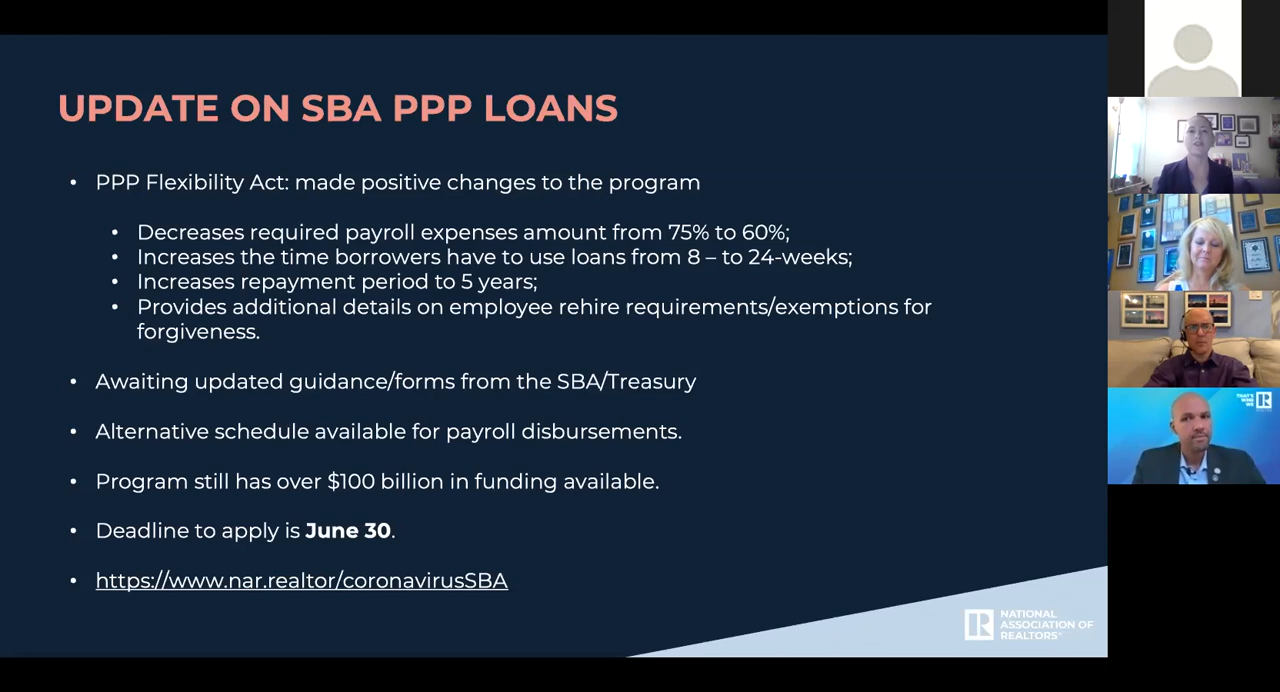 UPDATE ON SBA PPP LOANS
• PPP Flexibility Act: made positive changes to the program
• Decreases required payroll expenses amount from 75% to 60%;
• Increases the time borrowers have to use loans from 8 – to 24-weeks;
• Increases repayment period to 5 years;
• Provides additional details on employee rehire requirements/exemptions for
forgiveness.
• Awaiting updated guidance/forms from the SBA/Treasury
• Alternative schedule available for payroll disbursements.
• Program still has over $100 billion in funding available.
• Deadline to apply is June 30.
• https://www.nar.realtor/coronavirusSBA
NATIONAL
ASSOCIATION OF
REALTORS®
THAT'S
WHO
WE
R